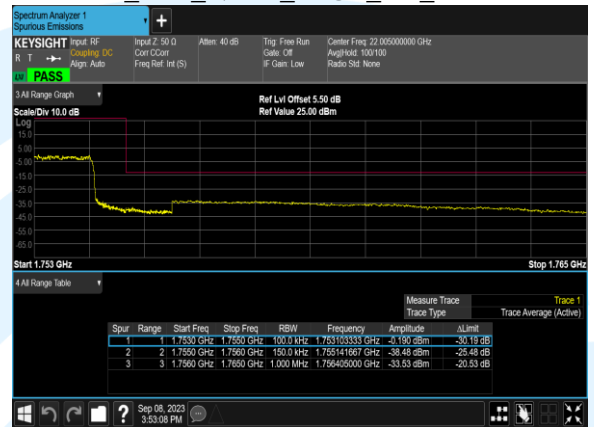 Spectrum Analyzer 1
Spurious Emissions
+
KEYSIGHT Input: RF Input Z: 50 Ω Atten: 40 dB Trig: Free Run Center Freq: 22.005000000 GHz
R T Coupling: DC Corr CCorr Gate: Off Avg|Hold: 100/100
Align: Auto Freq Ref: Int (S) IF Gain: Low Radio Std: None
LV PASS
3 All Range Graph
Ref Lvl Offset 5.50 dB
Scale/Div 10.0 dB Ref Value 25.00 dBm
Log
15.0
5.00
-5.00
-15.0
-25.0
-35.0
-45.0
-55.0
-65.0
Start 1.753 GHz Stop 1.765 GHz
4 All Range Table
Measure Trace Trace 1
Trace Type Trace Average (Active)
Spur Range Start Freq Stop Freq RBW Frequency Amplitude ΔLimit
1 1 1.7530 GHz 1.7550 GHz 100.0 kHz 1.753103333 GHz -0.190 dBm -30.19 dB
2 2 1.7550 GHz 1.7560 GHz 150.0 kHz 1.755141667 GHz -38.48 dBm -25.48 dB
3 3 1.7560 GHz 1.7650 GHz 1.000 MHz 1.756405000 GHz -33.53 dBm -20.53 dB
? Sep 08, 2023
3:53:08 PM